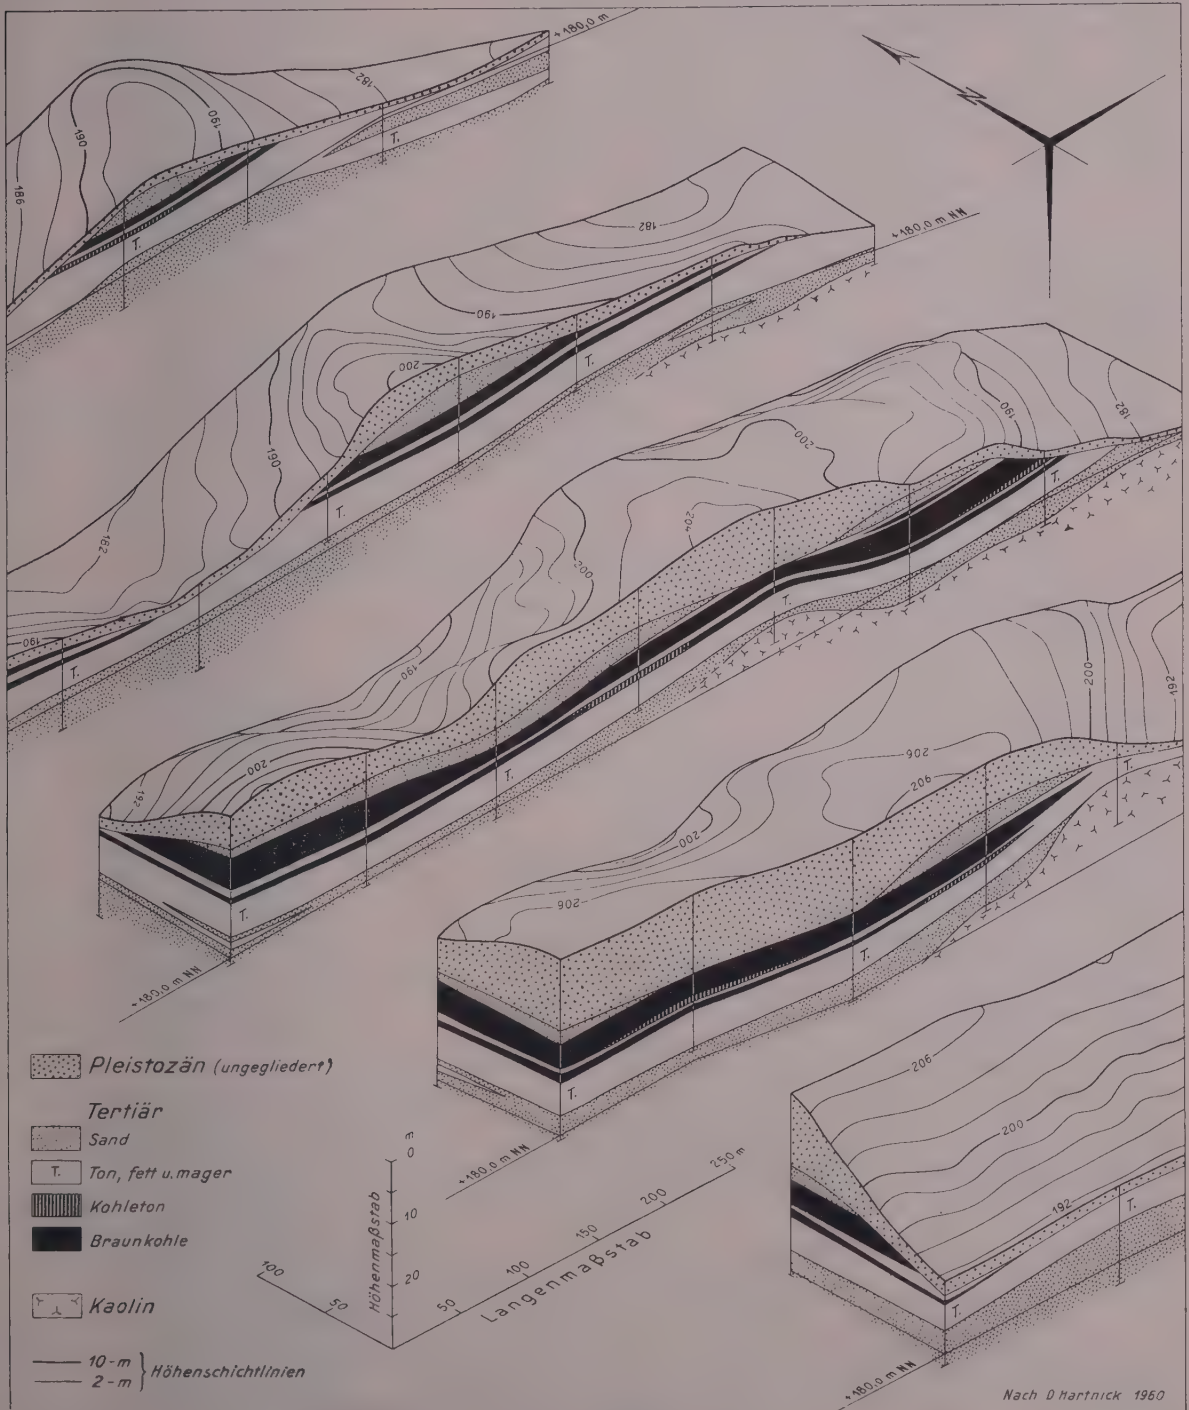 +180,0 m
182
190
190
186
T.
T.
N
182
+180,0 m NN
190
200
T.
190
T.
182
190
T.
182
190
200
T.
204
200
T.
190
T.
200
192
T.
+180,0 m NN
200
192
T.
206
206
T.
200
206
T.
+180,0 m NN
206
200
192
T.
T.
+180,0 m NN
Pleistozän (ungegliedert)
Tertiär
Sand
T. Ton, fett u. mager
Kohleton
Braunkohle
Kaolin
10-m
2-m
Höhenschichtlinien
m
0
10
20
Höhenmaßstab
100
50
50
100
150
200
250 m
Langenmaßstab
Nach D Hartnick 1960